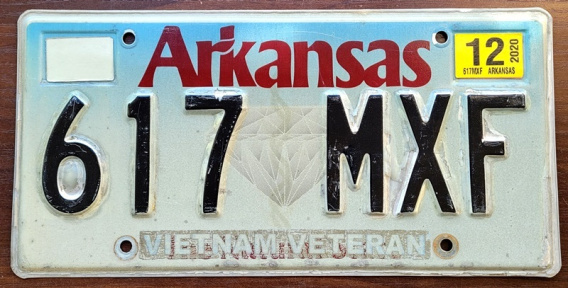 Arkansas
12
2020
617MXF ARKANSAS
617 MXF
VIETNAM VETERAN